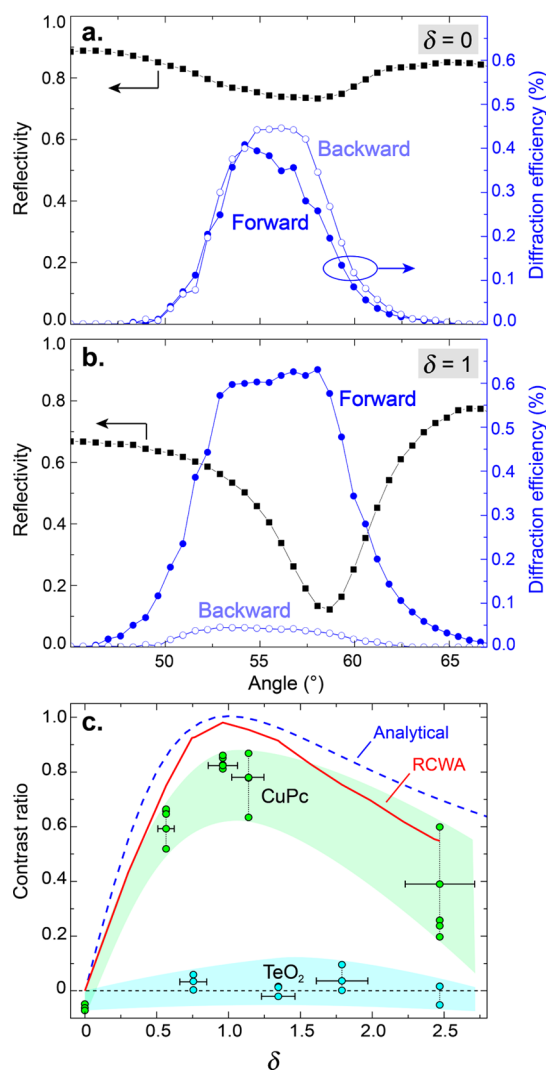 a.
δ = 0
1.0
0.8
0.6
0.4
0.2
0.0
Reflectivity
0.6
0.5
0.4
0.3
0.2
0.1
0.0
Diffraction efficiency (%)
Backward
Forward
b.
δ = 1
1.0
0.8
0.6
0.4
0.2
0.0
Reflectivity
0.6
0.5
0.4
0.3
0.2
0.1
0.0
Diffraction efficiency (%)
Forward
Backward
50
55
60
65
Angle (°)
c.
1.0
0.8
0.6
0.4
0.2
0
Contrast ratio
Analytical
RCWA
CuPc
TeO₂
0.0
0.5
1.0
1.5
2.0
2.5
δ